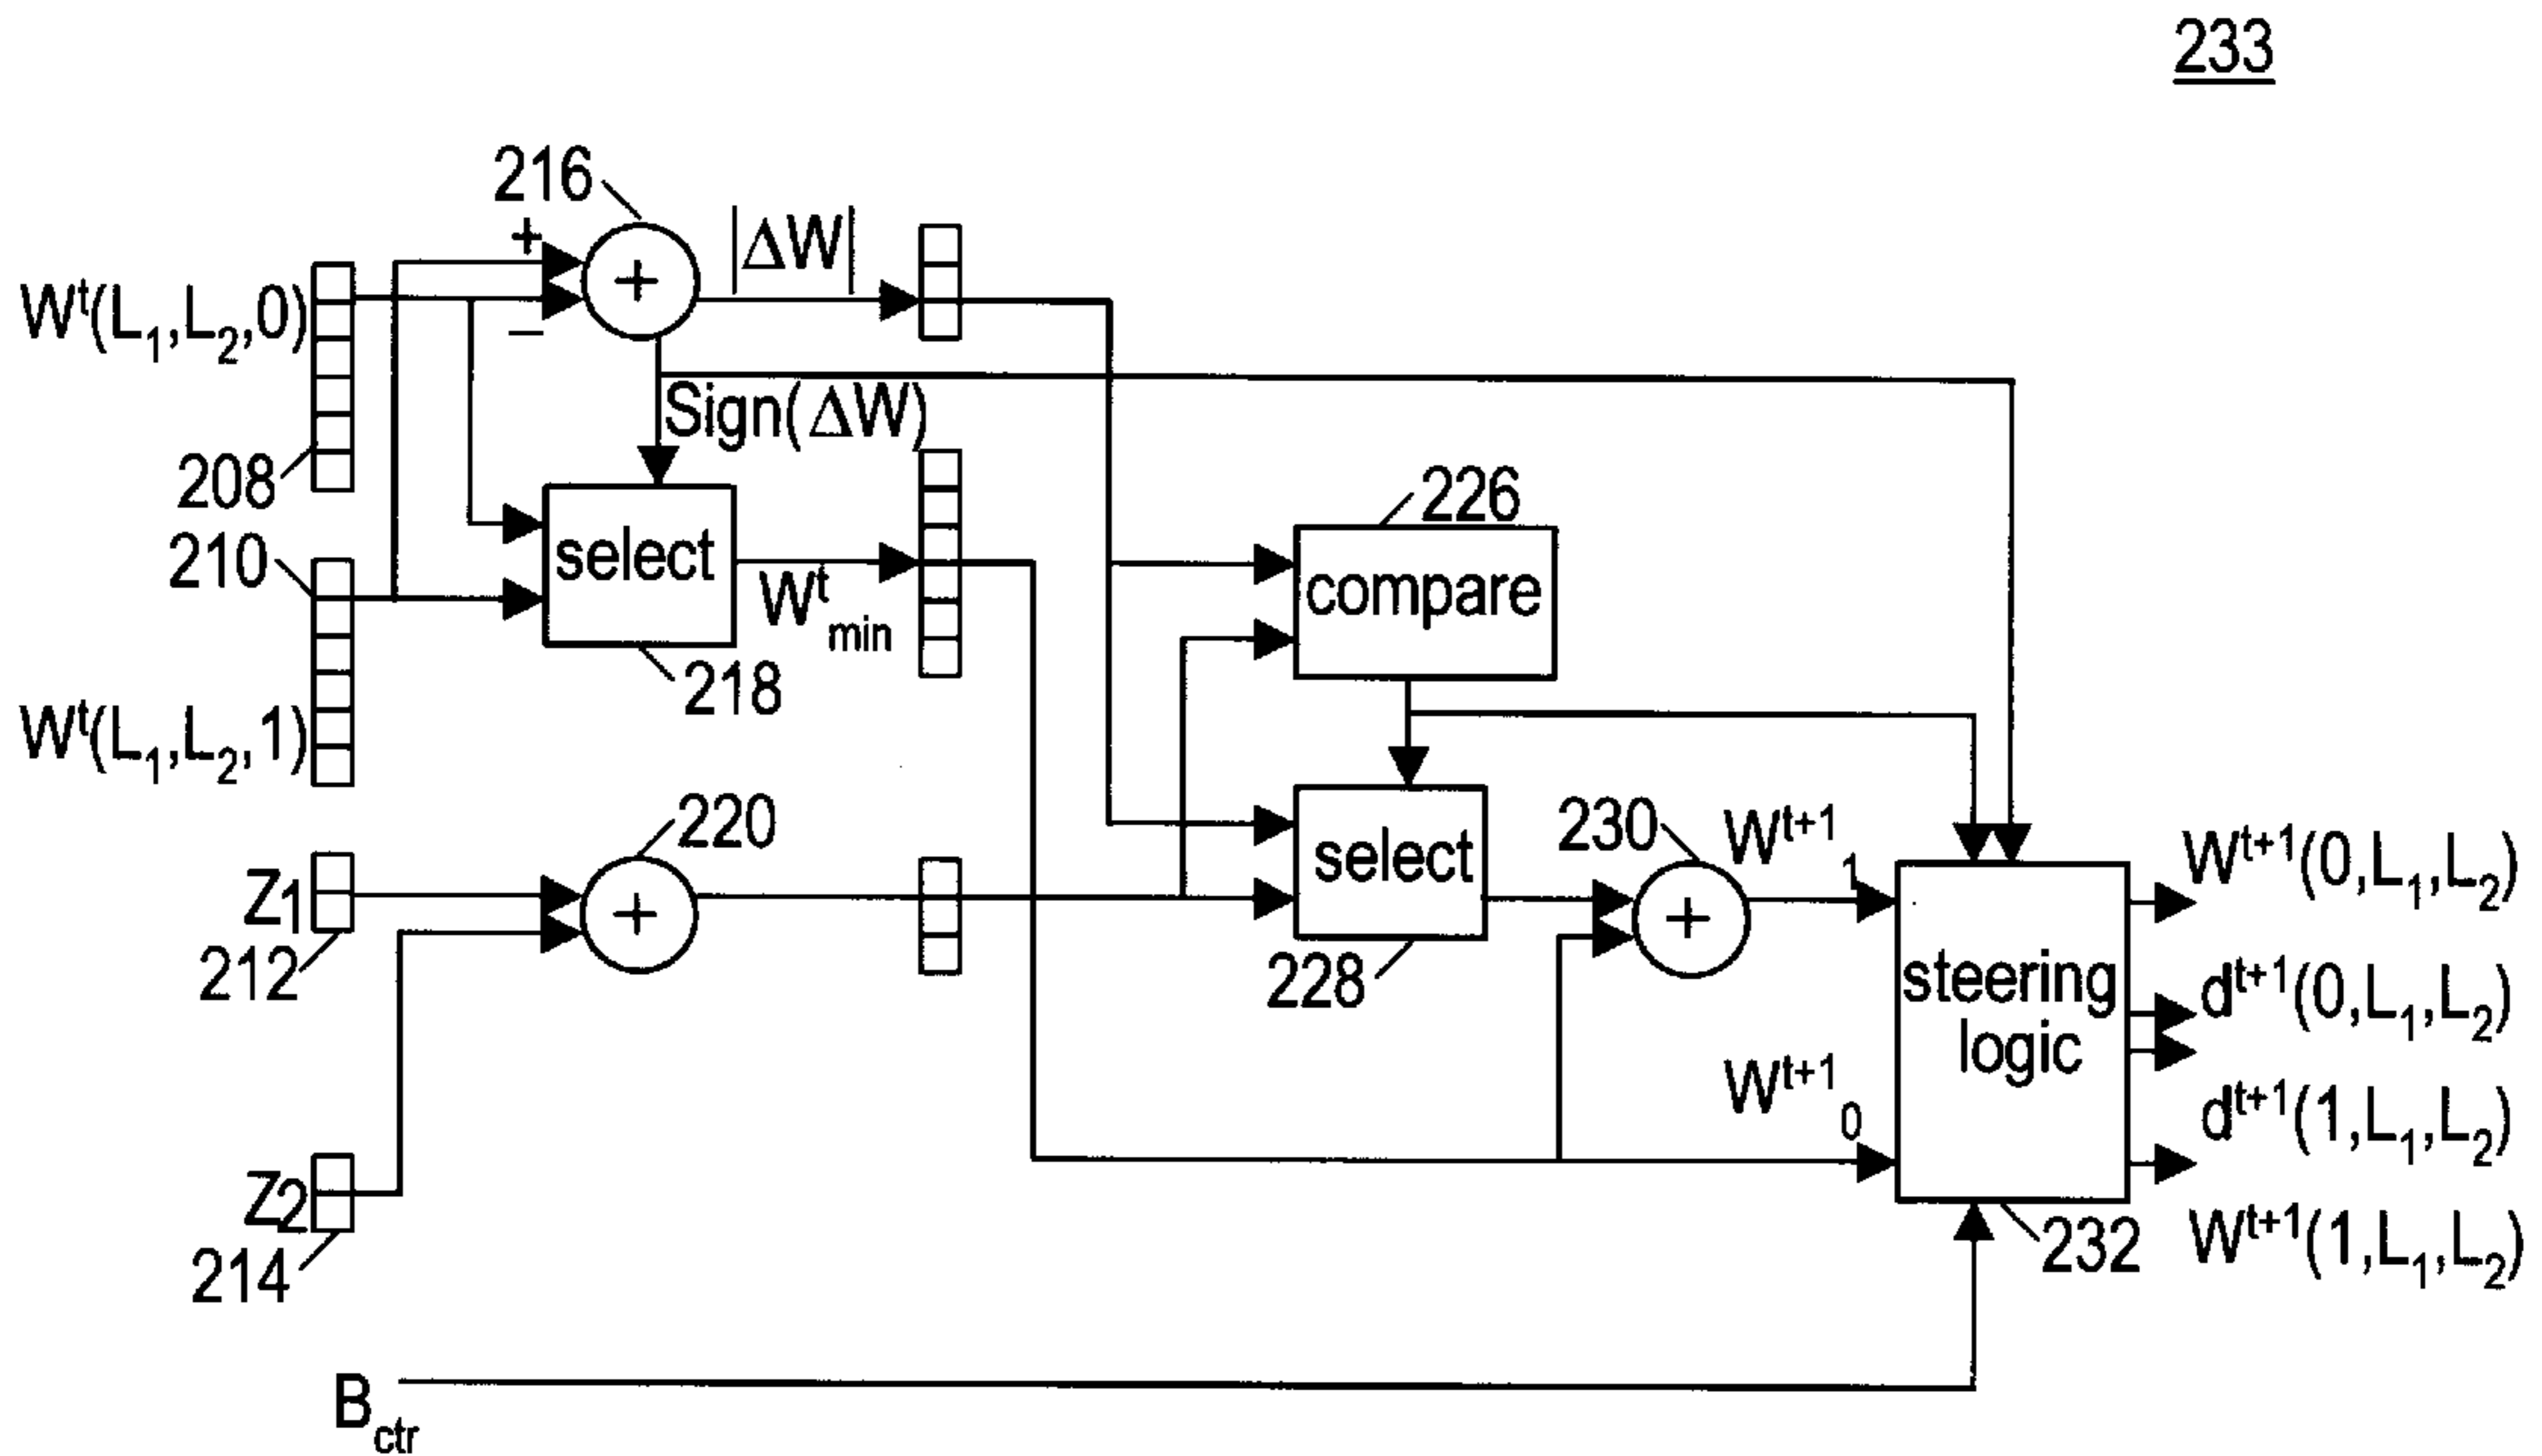 233
216
+
|ΔW|
Wᵗ(L₁,L₂,0)
+
–
Sign(ΔW)
208
226
210
select
compare
Wᵗmin
218
Wᵗ(L₁,L₂,1)
220
230
Wᵗ⁺¹₁
Wᵗ⁺¹(0,L₁,L₂)
select
Z1
+
+
212
228
steering
logic
dᵗ⁺¹(0,L₁,L₂)
Wᵗ⁺¹₀
dᵗ⁺¹(1,L₁,L₂)
Z2
232
Wᵗ⁺¹(1,L₁,L₂)
214
Bctr